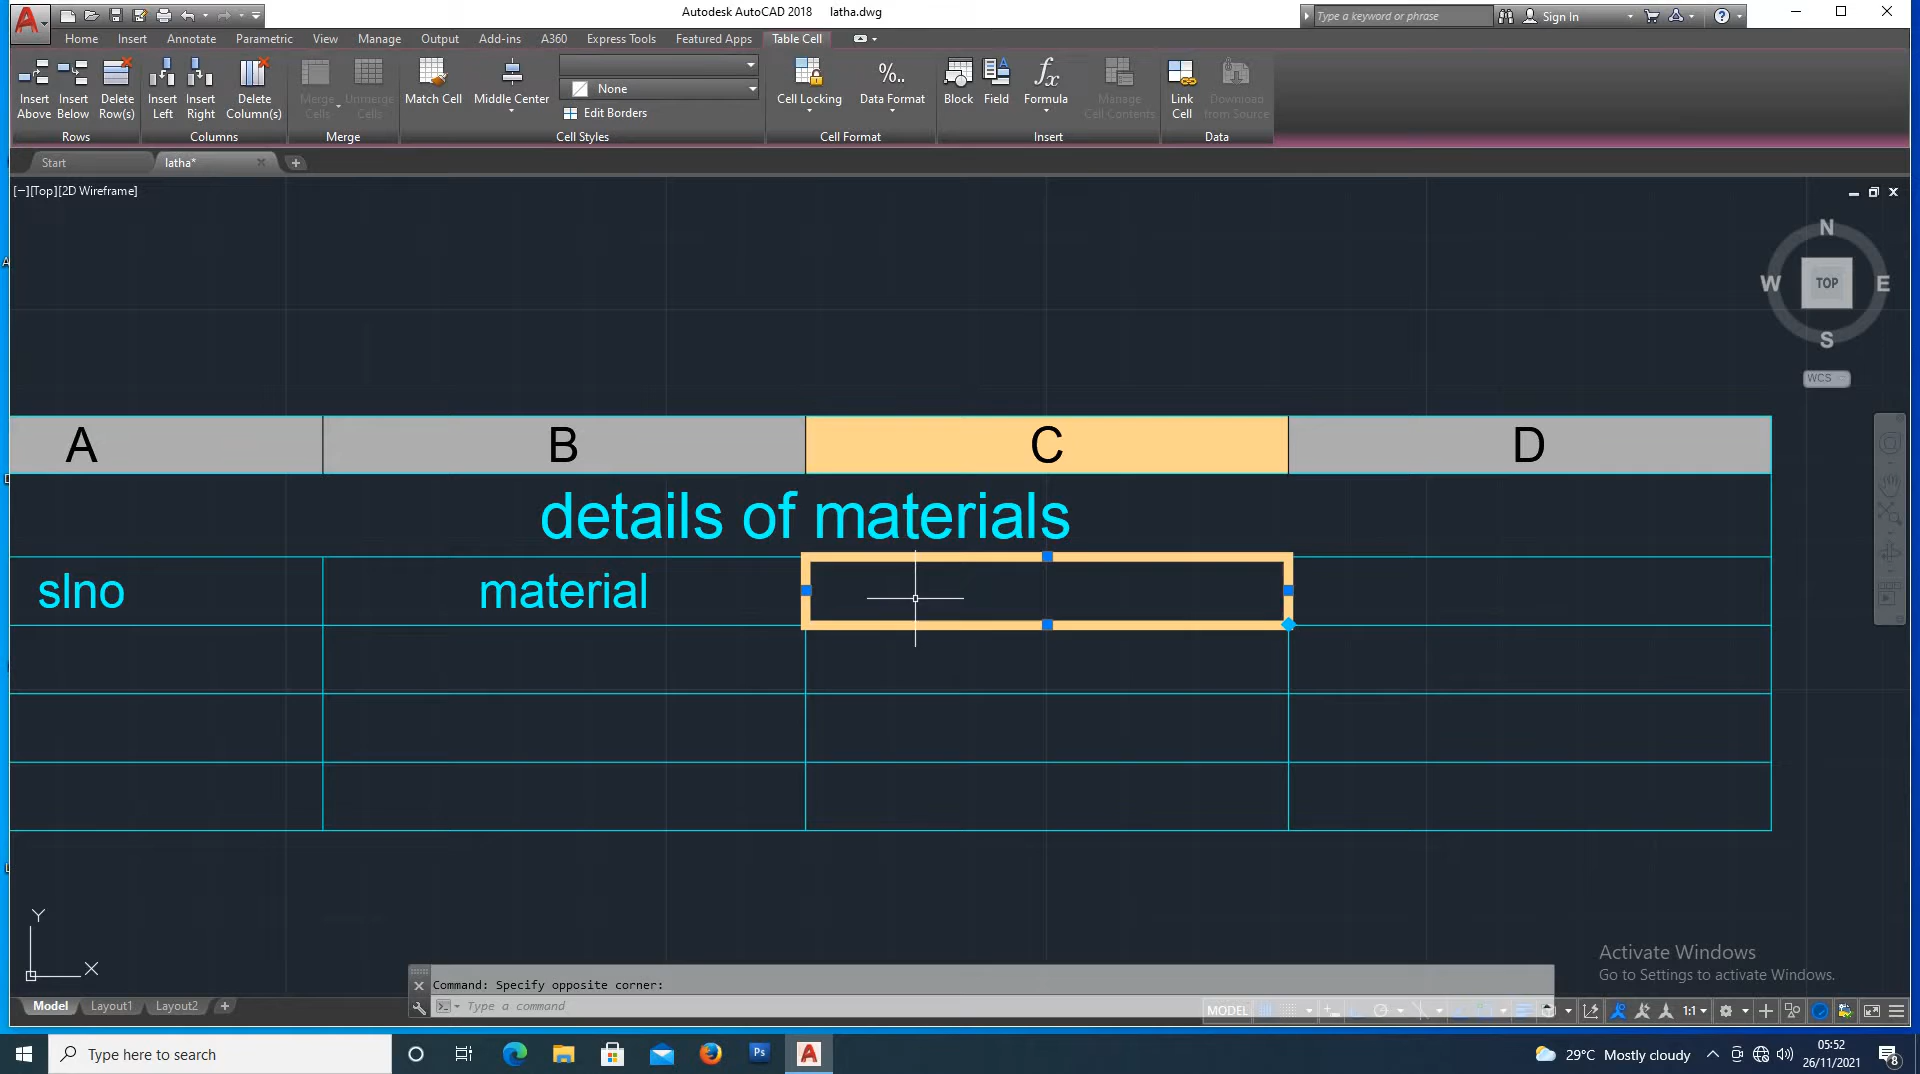 Autodesk AutoCAD 2018 latha.dwg
Type a keyword or phrase
Sign In
Home Insert Annotate Parametric View Manage Output Add-ins A360 Express Tools Featured Apps Table Cell
Insert Above
Insert Below
Delete Row(s)
Insert Left
Insert Right
Delete Column(s)
Merge Cells
Unmerge Cells
Match Cell
Middle Center
None
Edit Borders
Cell Locking
Data Format
Block
Field
Formula
Manage Cell Contents
Link Cell
Download from Source
Rows Columns Merge Cell Styles Cell Format Insert Data
Start latha*
[−][Top][2D Wireframe]
N
W TOP E
S
WCS
A B C D
details of materials
slno material
Y
X
Activate Windows
Go to Settings to activate Windows.
Command: Specify opposite corner:
Type a command
Model Layout1 Layout2
MODEL 1:1
Type here to search
Ps
29°C Mostly cloudy
05:52
26/11/2021
8